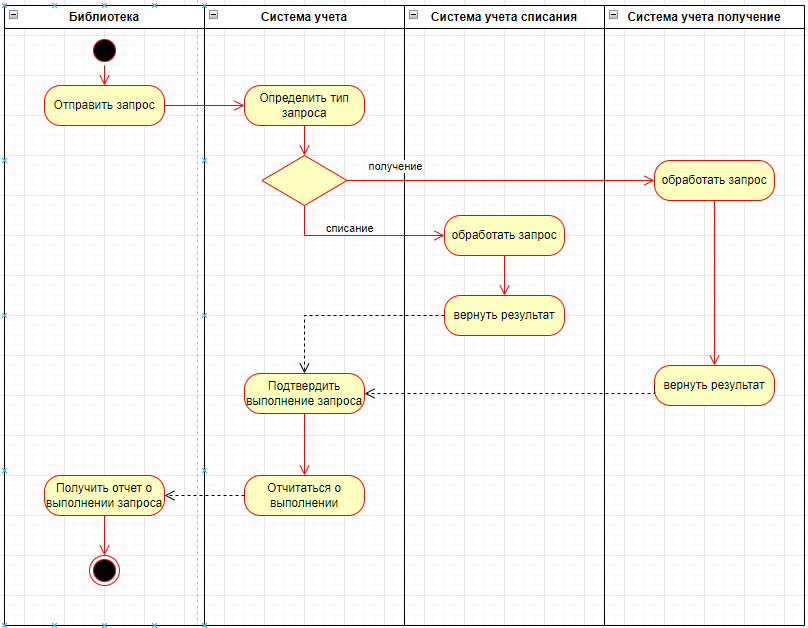 Библиотека
Система учета
Система учета списания
Система учета получение
Отправить запрос
Определить тип
запроса
получение
обработать запрос
списание
обработать запрос
вернуть результат
Подтвердить
выполнение запроса
вернуть результат
Получить отчет о
выполнении запроса
Отчитаться о
выполнении